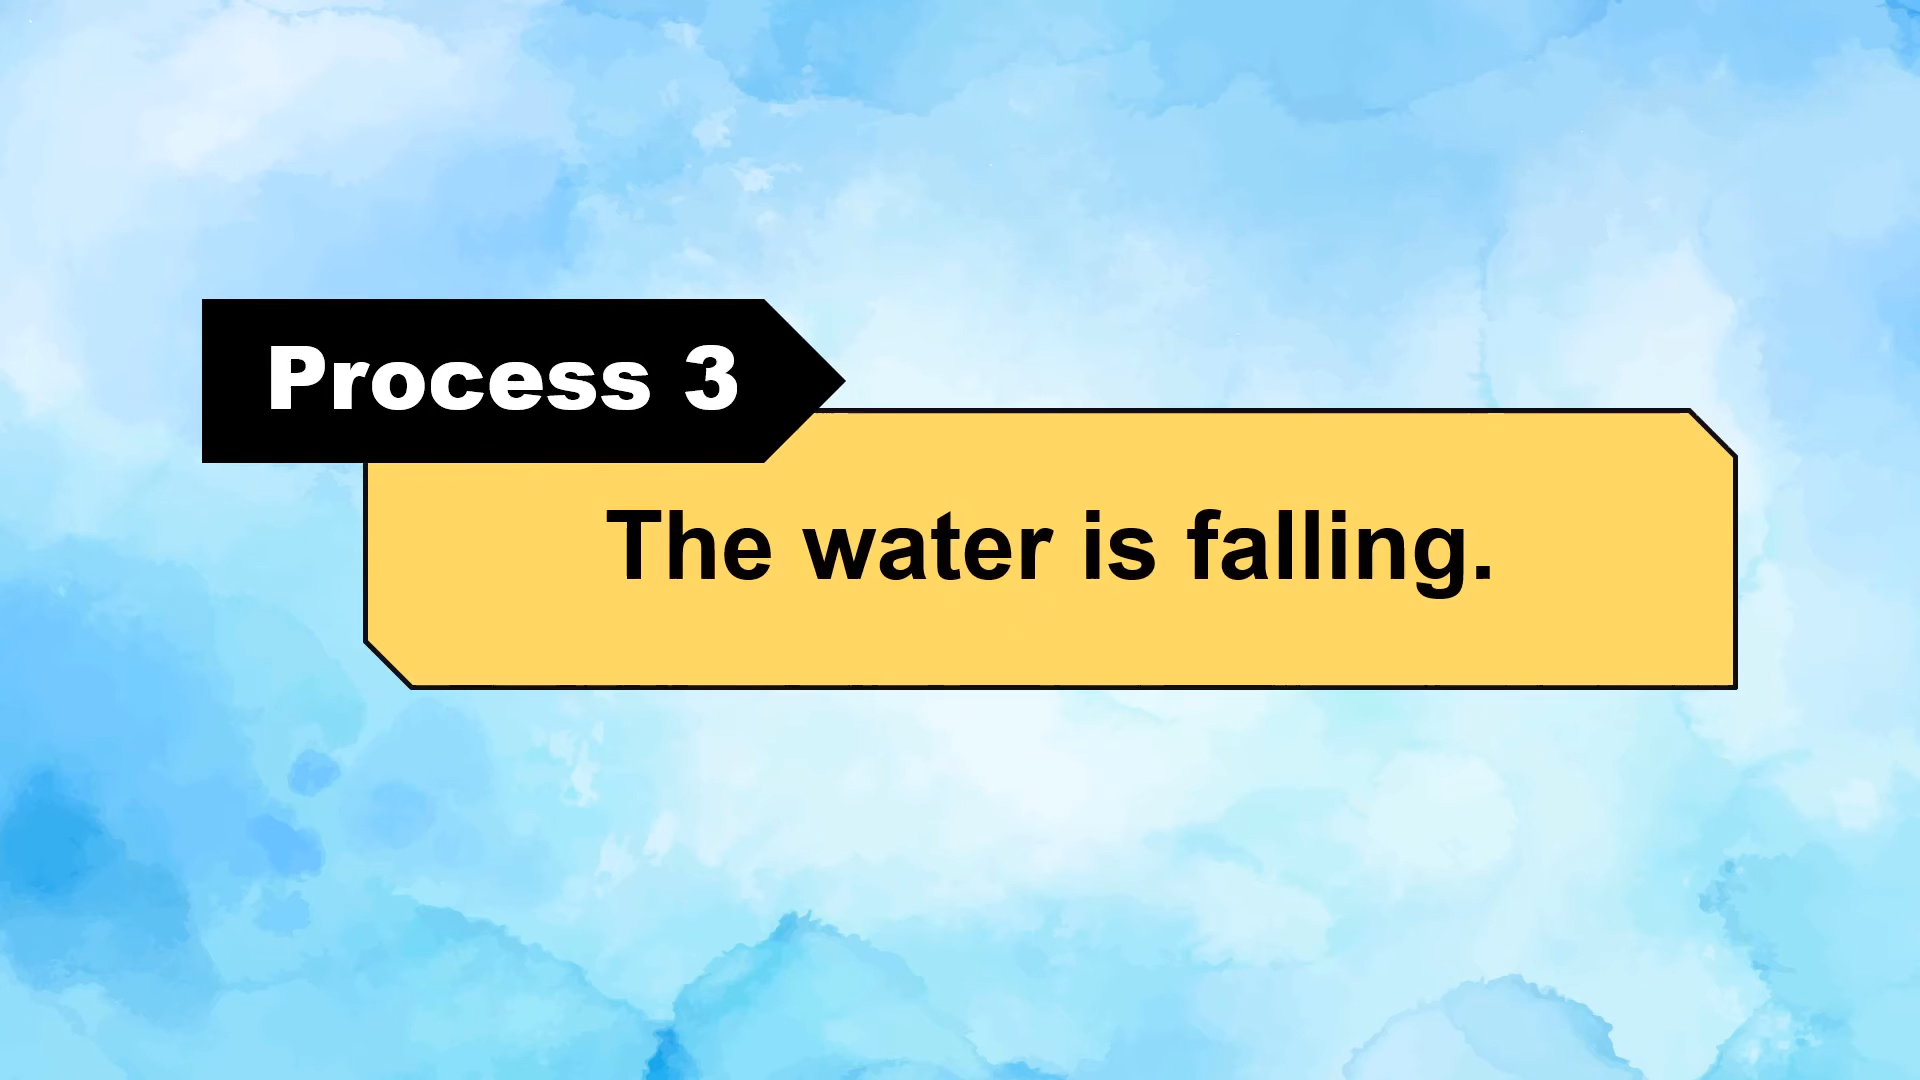 Process 3
The water is falling.